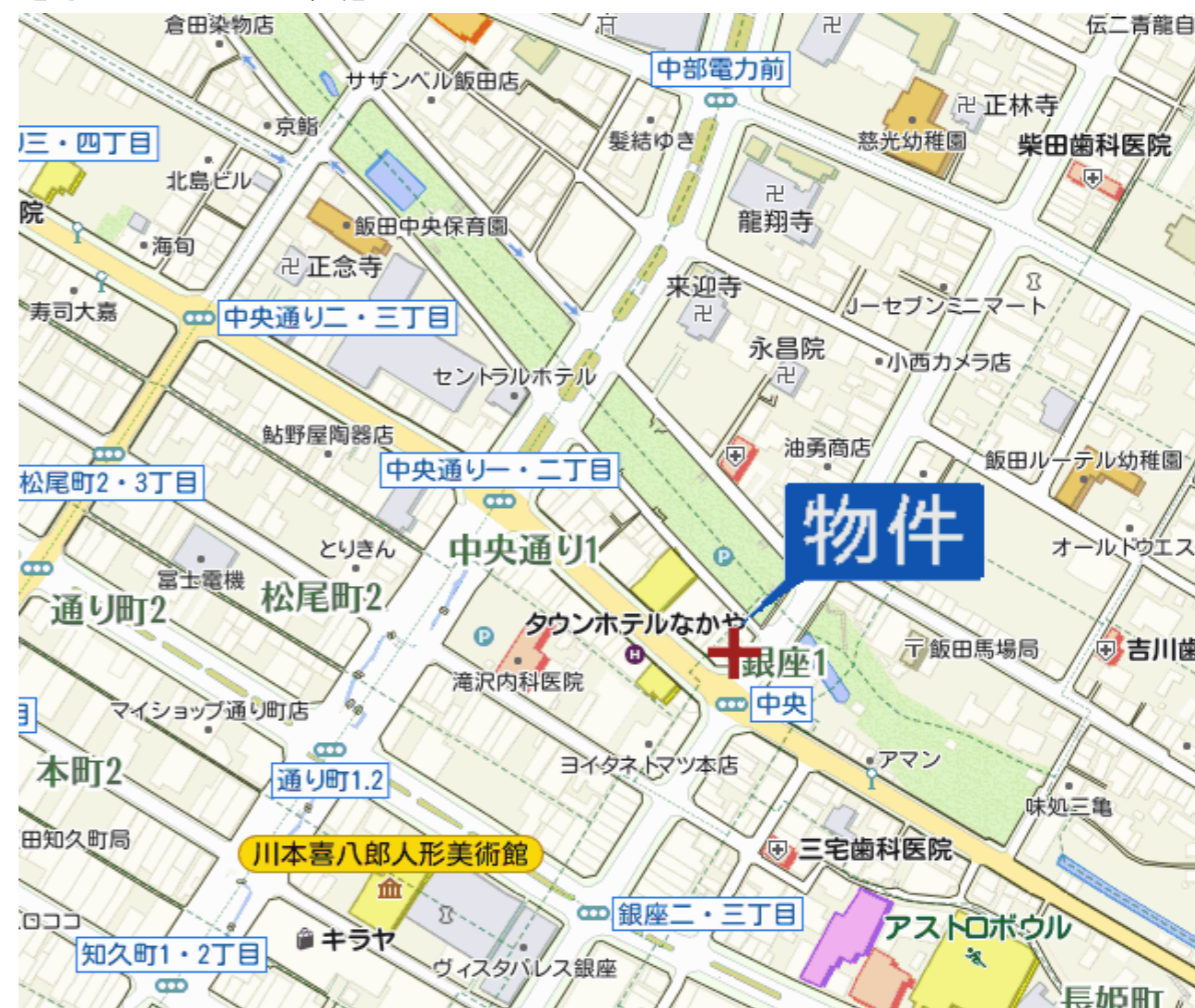 倉田染物店
伝二青龍自
中部電力前
サザンベル飯田店
正林寺
京鮨
髪結ゆき
慈光幼稚園
柴田歯科医院
三・四丁目
北島ビル
院
飯田中央保育園
龍翔寺
海旬
正念寺
来迎寺
寿司大嘉
中央通り二・三丁目
Jーセブンミニマート
永昌院
小西カメラ店
セントラルホテル
鮎野屋陶器店
油勇商店
飯田ルーテル幼稚園
中央通り一・二丁目
松尾町2・3丁目
物件
とりきん
中央通り1
オールドウエス
冨士電機
通り町2
松尾町2
P
P
タウンホテルなかや
H
銀座1
〒飯田馬場局
吉川歯
滝沢内科医院
中央
マイショップ通り町店
目
ヨイタネトマツ本店
アマン
本町2
通り町1.2
味処三亀
田知久町局
川本喜八郎人形美術館
三宅歯科医院
ロココ
銀座二・三丁目
アストロボウル
キラヤ
知久町1・2丁目
ヴィスタパレス銀座
長姫町